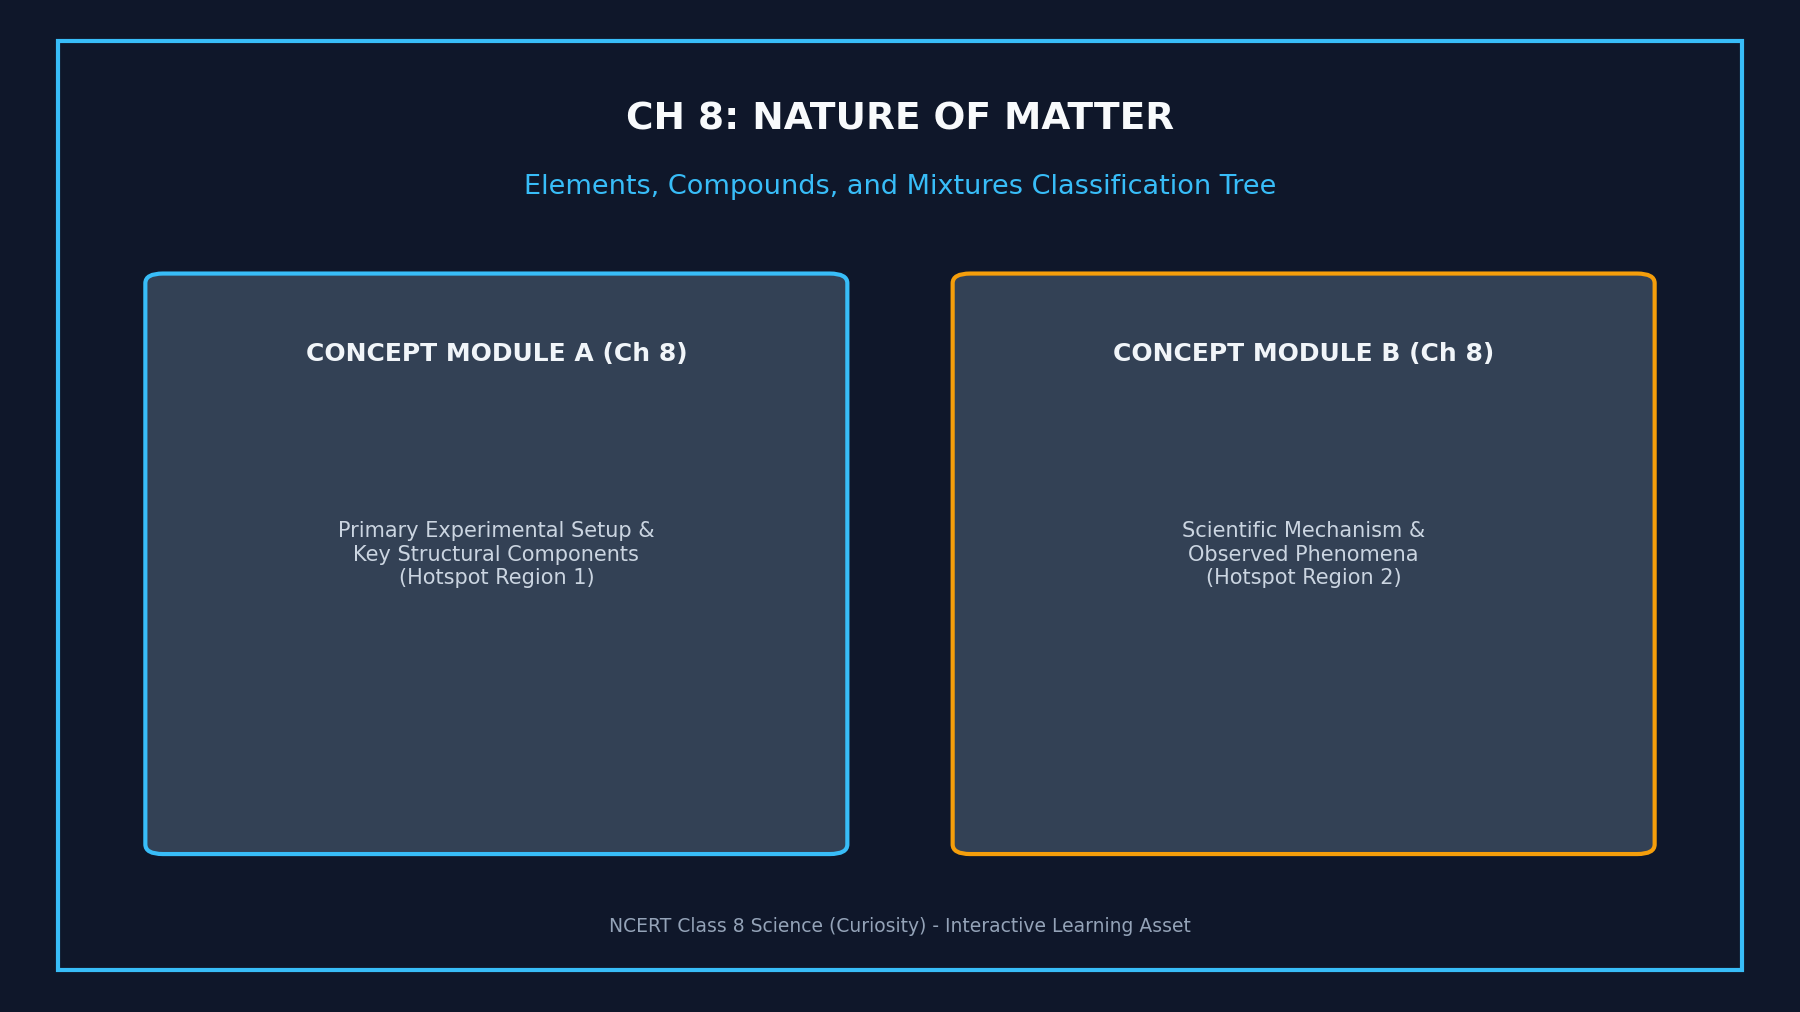 CH 8: NATURE OF MATTER
Elements, Compounds, and Mixtures Classification Tree
CONCEPT MODULE A (Ch 8)
Primary Experimental Setup &
Key Structural Components
(Hotspot Region 1)
CONCEPT MODULE B (Ch 8)
Scientific Mechanism &
Observed Phenomena
(Hotspot Region 2)
NCERT Class 8 Science (Curiosity) - Interactive Learning Asset